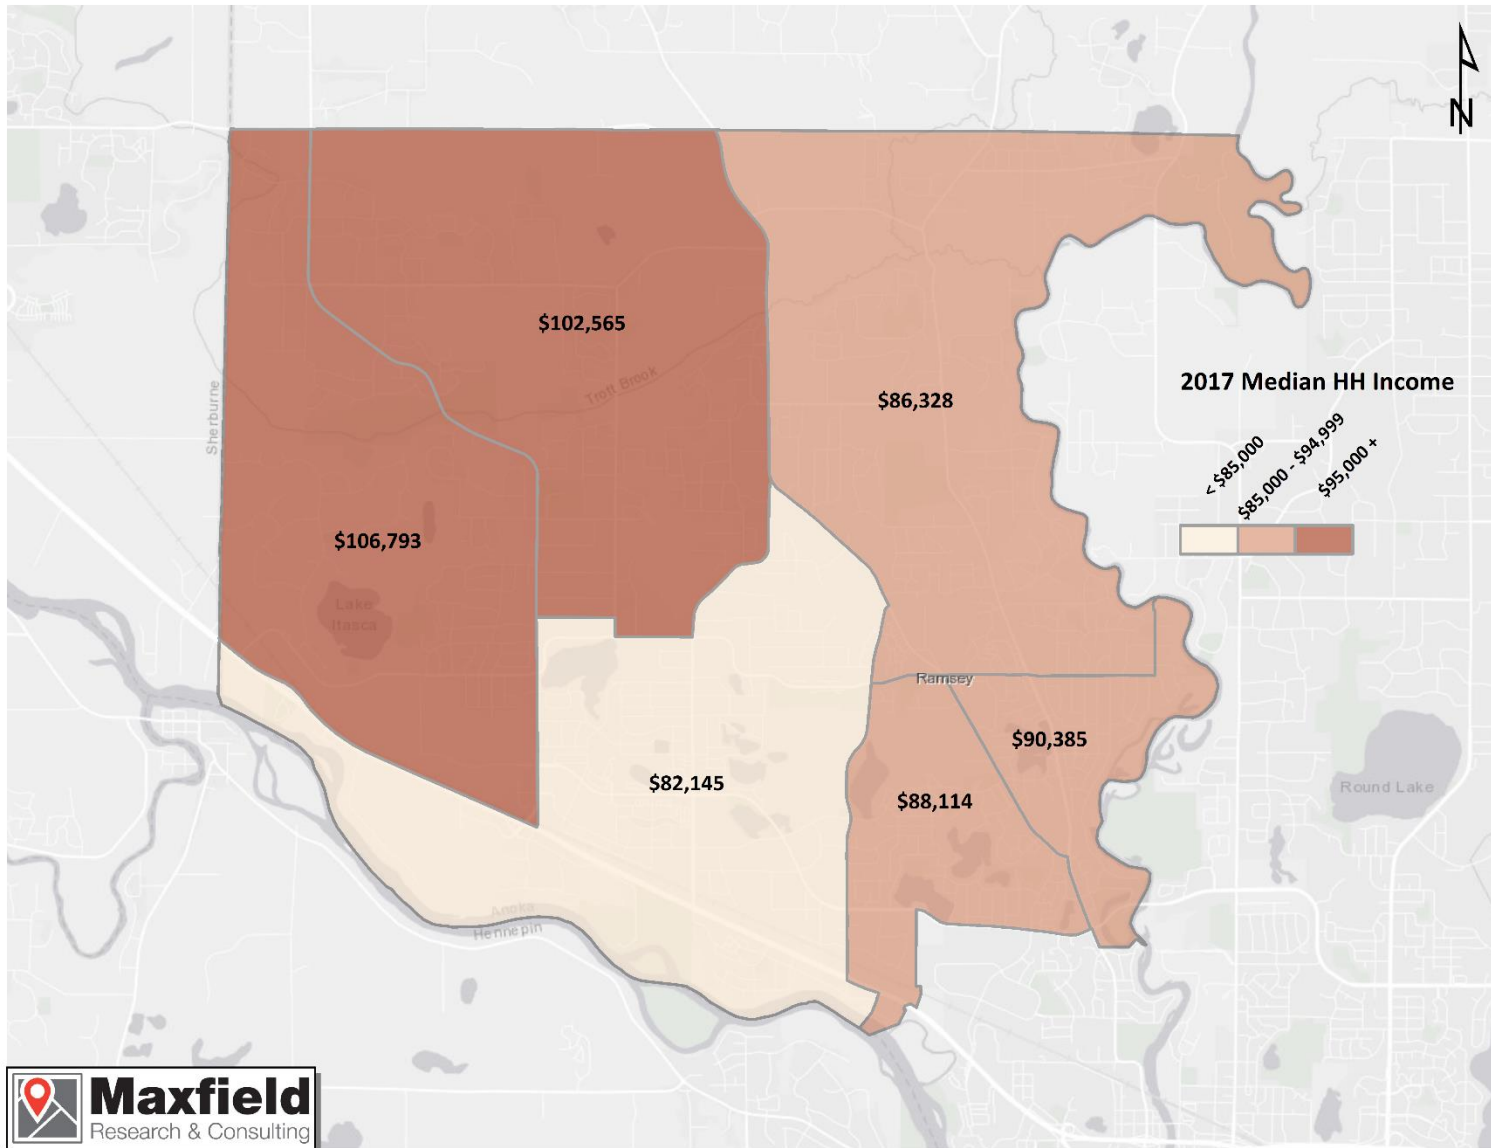 N
$102,565
Trott Brook
Sherburne
$86,328
2017 Median HH Income
< $85,000
$85,000 - $94,999
$95,000 +
$106,793
Lake
Itasca
Ramsey
$90,385
$82,145
$88,114
Round Lake
Anoka
Hennepin
Maxfield
Research & Consulting